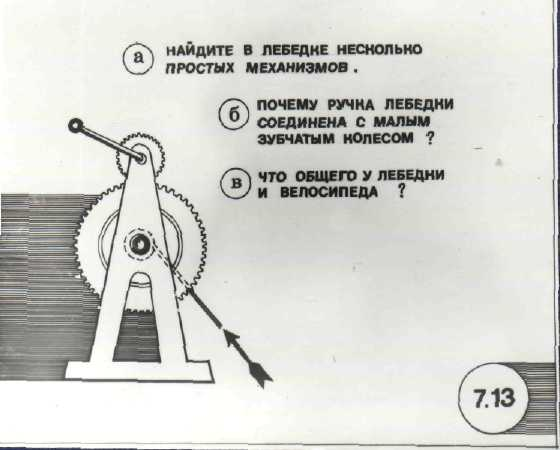 а НАЙДИТЕ В ЛЕБЕДКЕ НЕСКОЛЬКО
ПРОСТЫХ МЕХАНИЗМОВ.
б ПОЧЕМУ РУЧКА ЛЕБЕДКИ
СОЕДИНЕНА С МАЛЫМ
ЗУБЧАТЫМ КОЛЕСОМ ?
в ЧТО ОБЩЕГО У ЛЕБЕДКИ
И ВЕЛОСИПЕДА ?
7.13